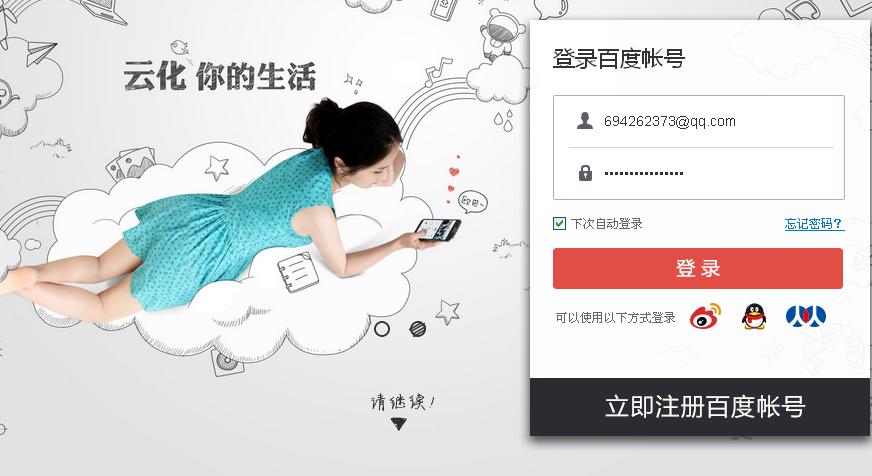 云化 你的生活
欧巴~
请继续!
登录百度帐号
694262373@qq.com
••••••••••••••••
下次自动登录
忘记密码?
登 录
可以使用以下方式登录
立即注册百度帐号